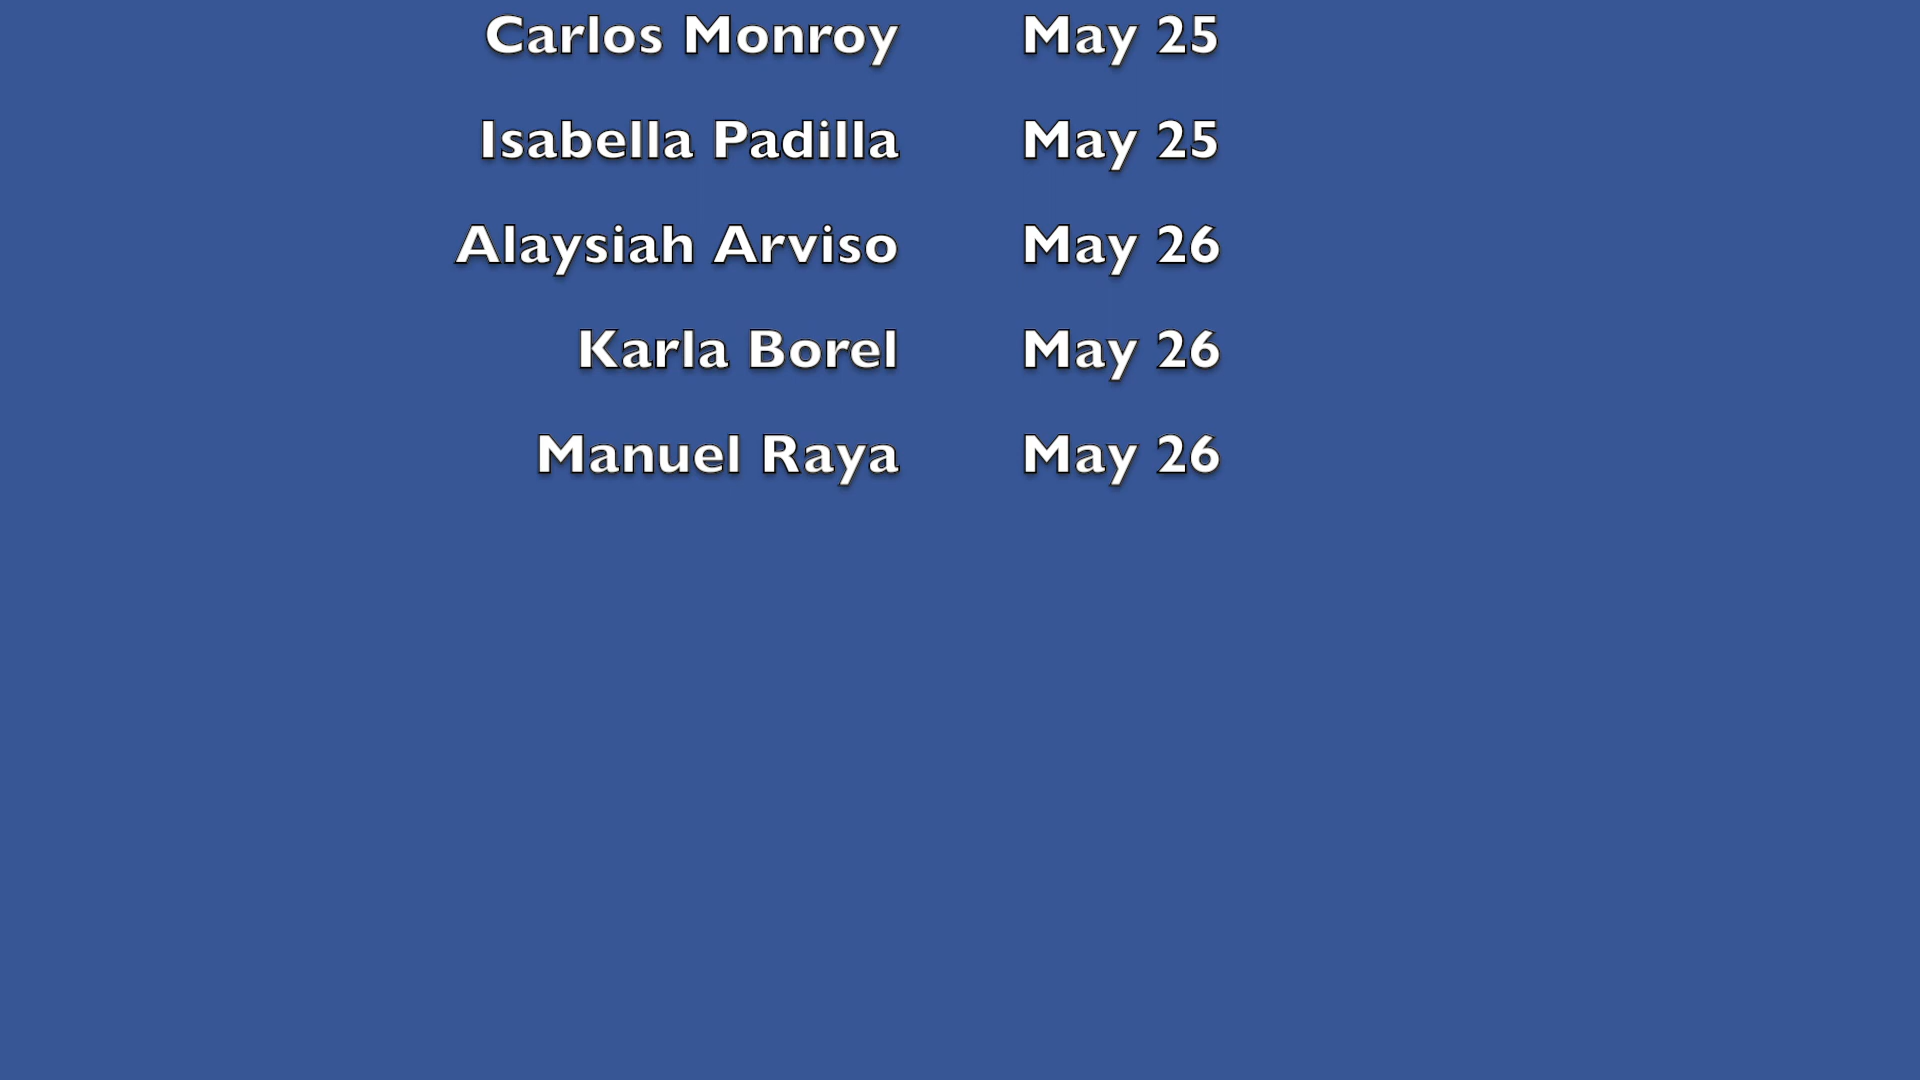 Carlos Monroy May 25
Isabella Padilla May 25
Alaysiah Arviso May 26
Karla Borel May 26
Manuel Raya May 26